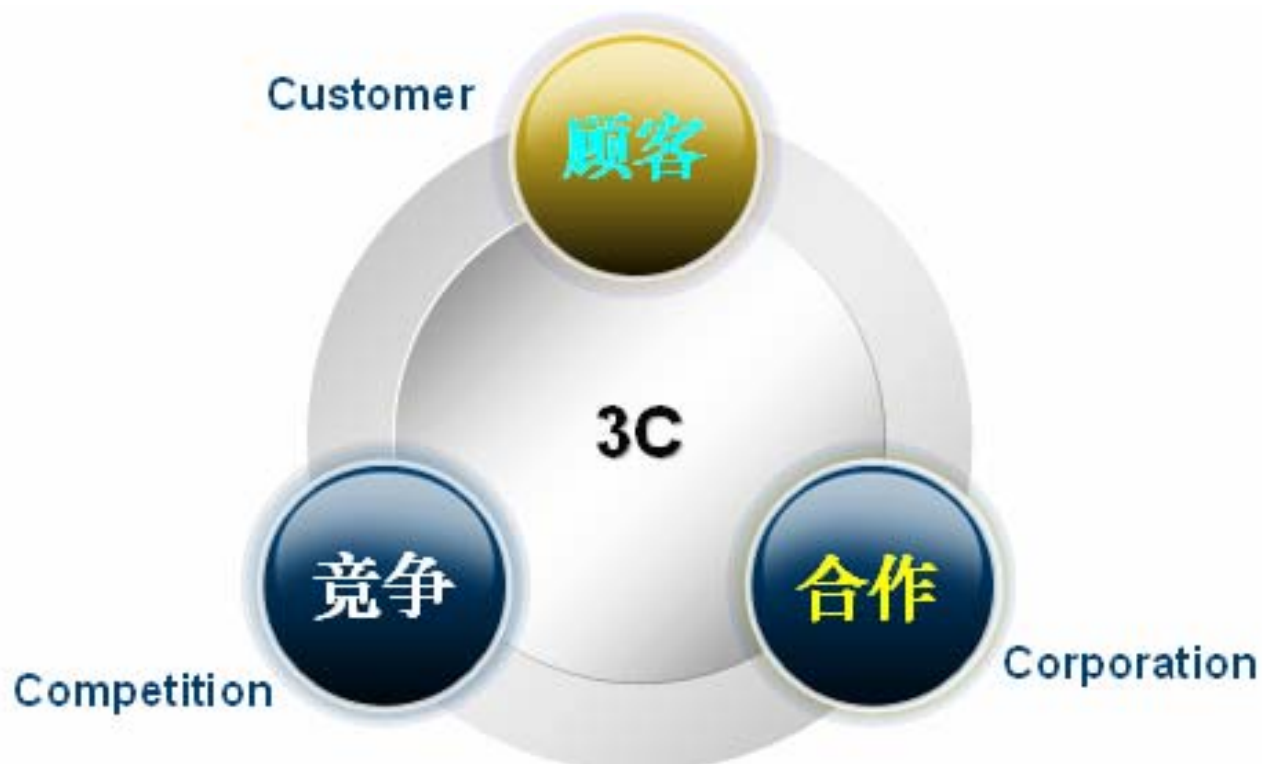 Customer
顾客
3C
竞争
合作
Corporation
Competition